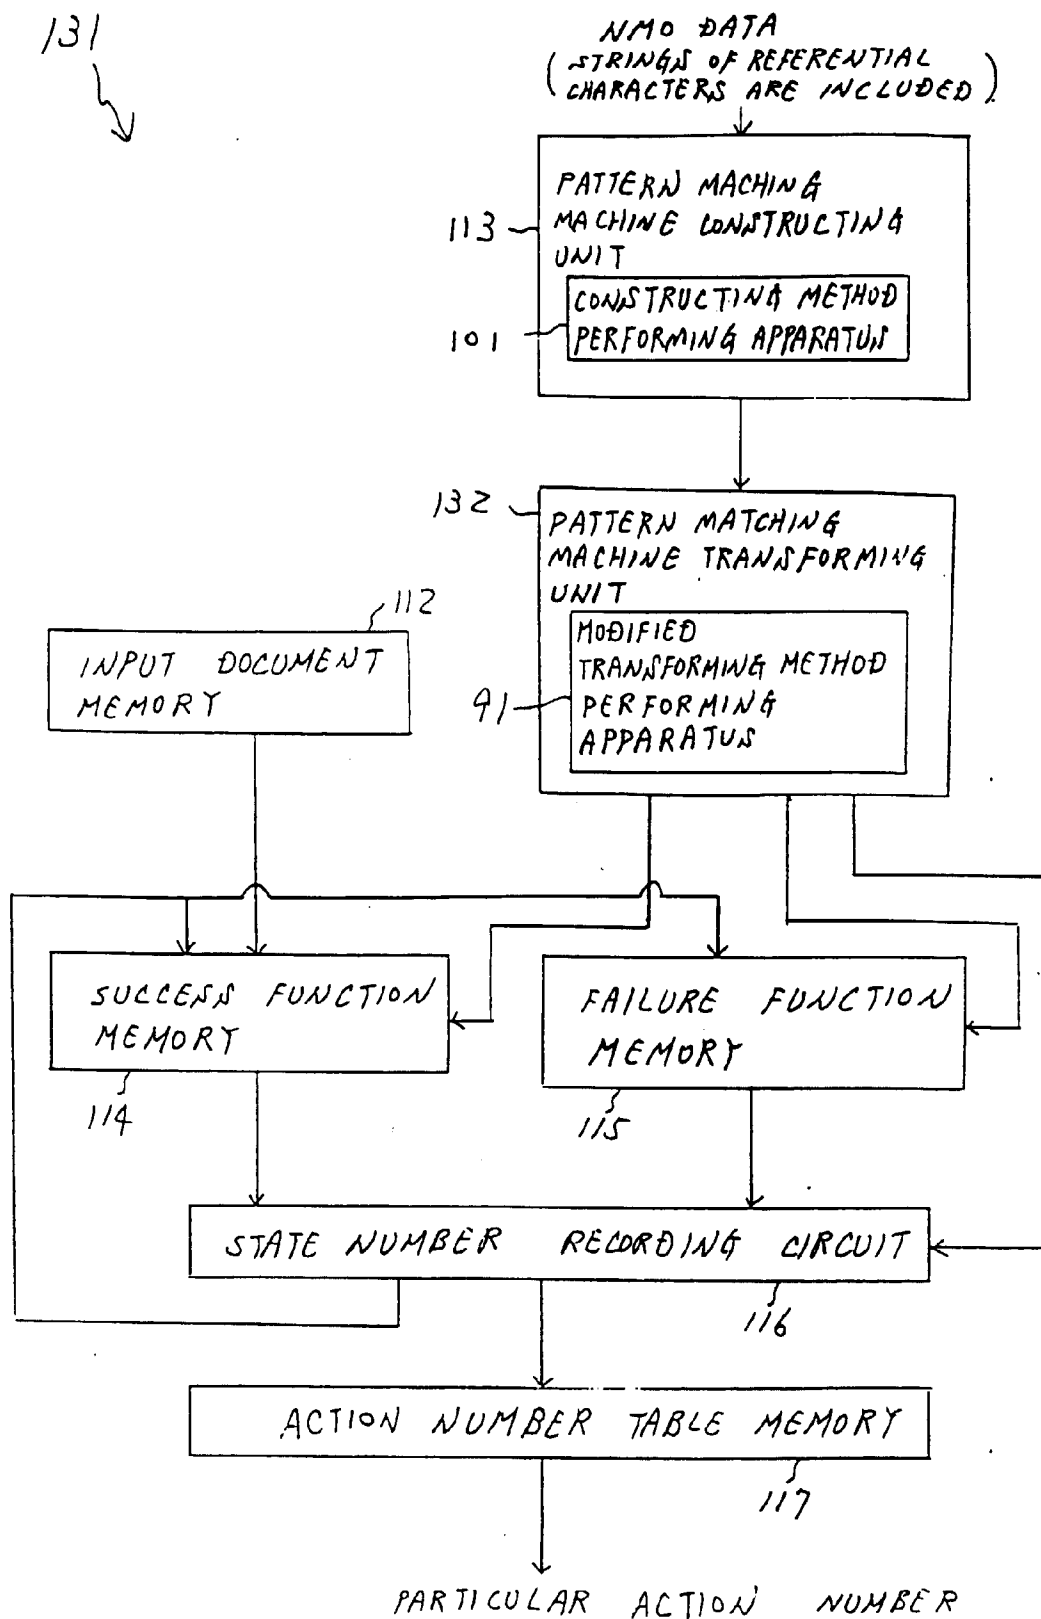 131
NMO DATA
(STRINGS OF REFERENTIAL
CHARACTERS ARE INCLUDED)
PATTERN MACHING
MACHINE CONSTRUCTING
UNIT
113
CONSTRUCTING METHOD
PERFORMING APPARATUS
101
132
PATTERN MATCHING
MACHINE TRANSFORMING
UNIT
MODIFIED
TRANSFORMING METHOD
PERFORMING
APPARATUS
91
112
INPUT DOCUMENT
MEMORY
SUCCESS FUNCTION
MEMORY
114
FAILURE FUNCTION
MEMORY
115
STATE NUMBER RECORDING CIRCUIT
116
ACTION NUMBER TABLE MEMORY
117
PARTICULAR ACTION NUMBER